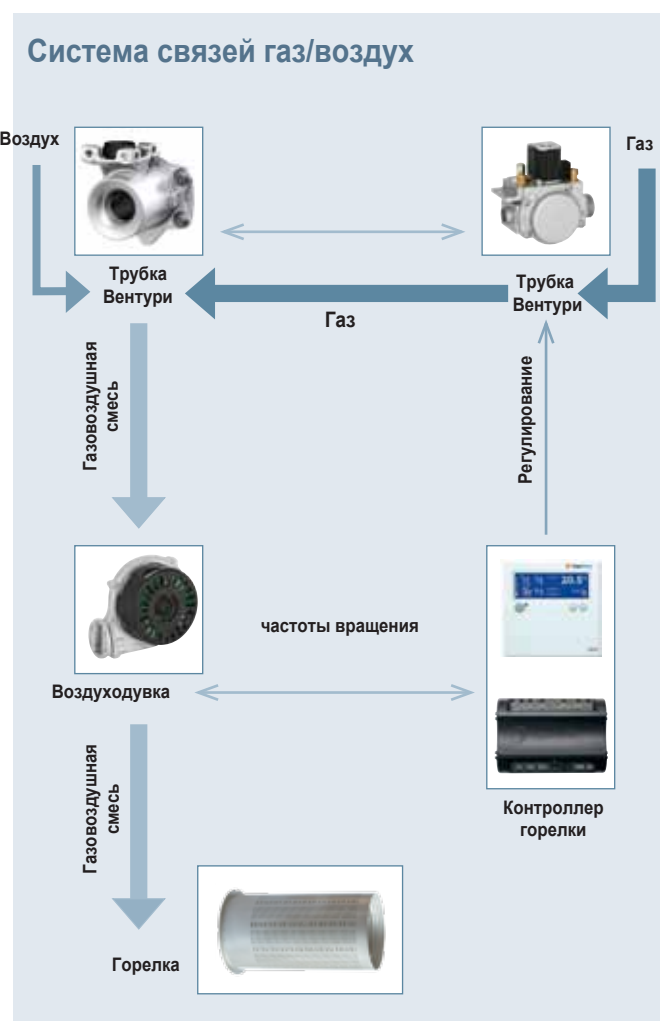 Система связей газ/воздух
Воздух
Газ
Трубка
Вентури
Трубка
Вентури
Газ
Газовоздушная
смесь
Регулирование
частоты вращения
Воздуходувка
Газовоздушная
смесь
Контроллер
горелки
Горелка